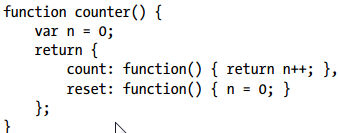 function counter() {
    var n = 0;
    return {
        count: function() { return n++; },
        reset: function() { n = 0; }
    };
}